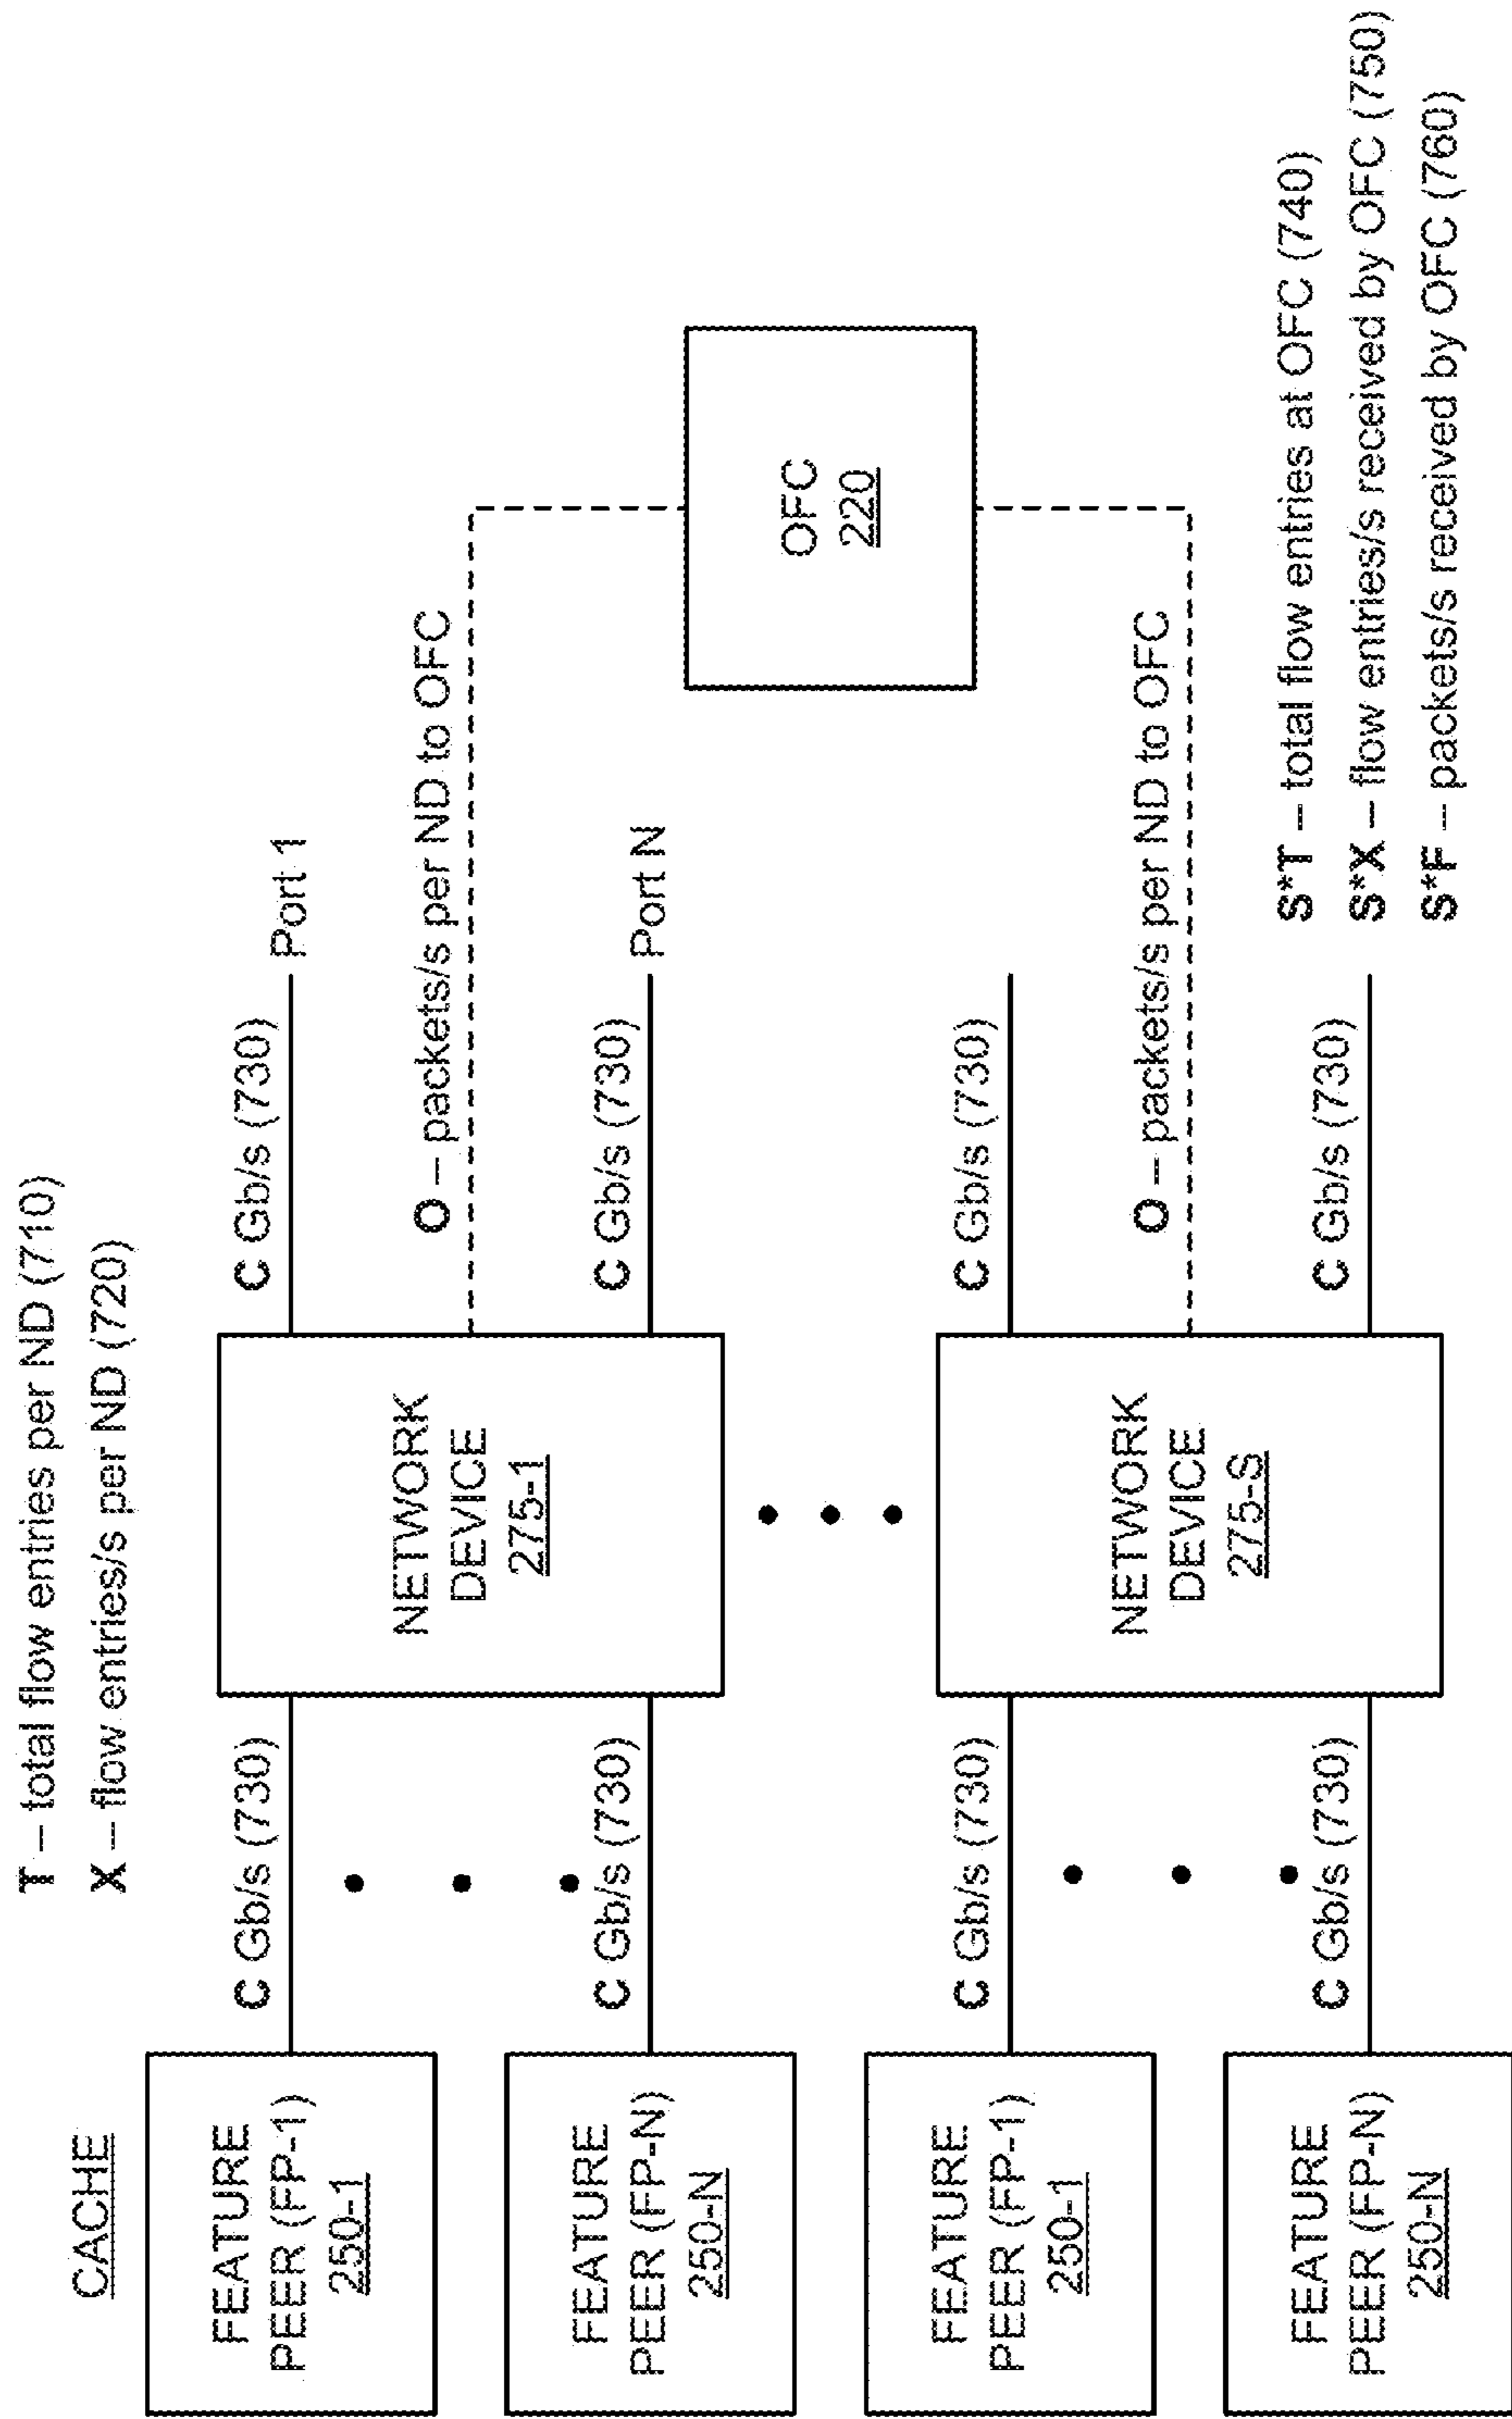 T – total flow entries per ND (710)
X – flow entries/s per ND (720)
CACHE
FEATURE
PEER (FP-1)
250-1
C Gb/s (730)
NETWORK
DEVICE
275-1
C Gb/s (730)
Port 1
O – packets/s per ND to OFC
FEATURE
PEER (FP-N)
250-N
C Gb/s (730)
C Gb/s (730)
Port N
OFC
220
FEATURE
PEER (FP-1)
250-1
C Gb/s (730)
NETWORK
DEVICE
275-S
C Gb/s (730)
O – packets/s per ND to OFC
FEATURE
PEER (FP-N)
250-N
C Gb/s (730)
C Gb/s (730)
S*T – total flow entries at OFC (740)
S*X – flow entries/s received by OFC (750)
S*F – packets/s received by OFC (760)